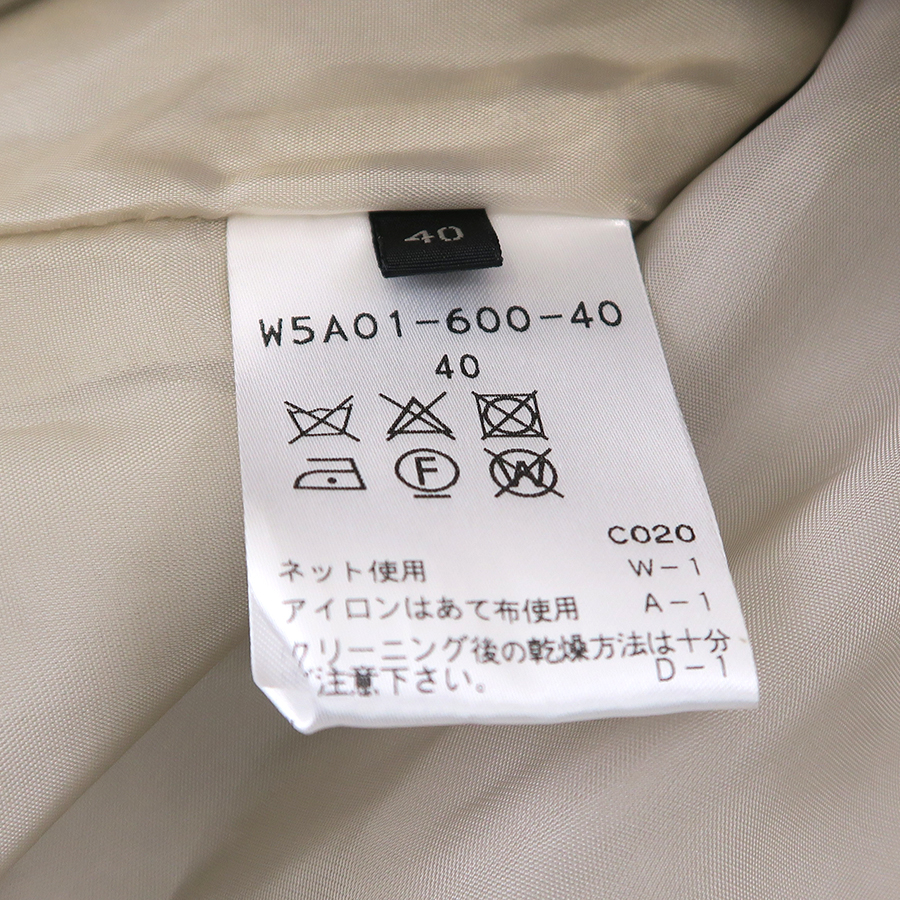 40
W5A01-600-40
40
F
W
C020
ネット使用 W-1
アイロンはあて布使用 A-1
クリーニング後の乾燥方法は十分
ご注意下さい。 D-1